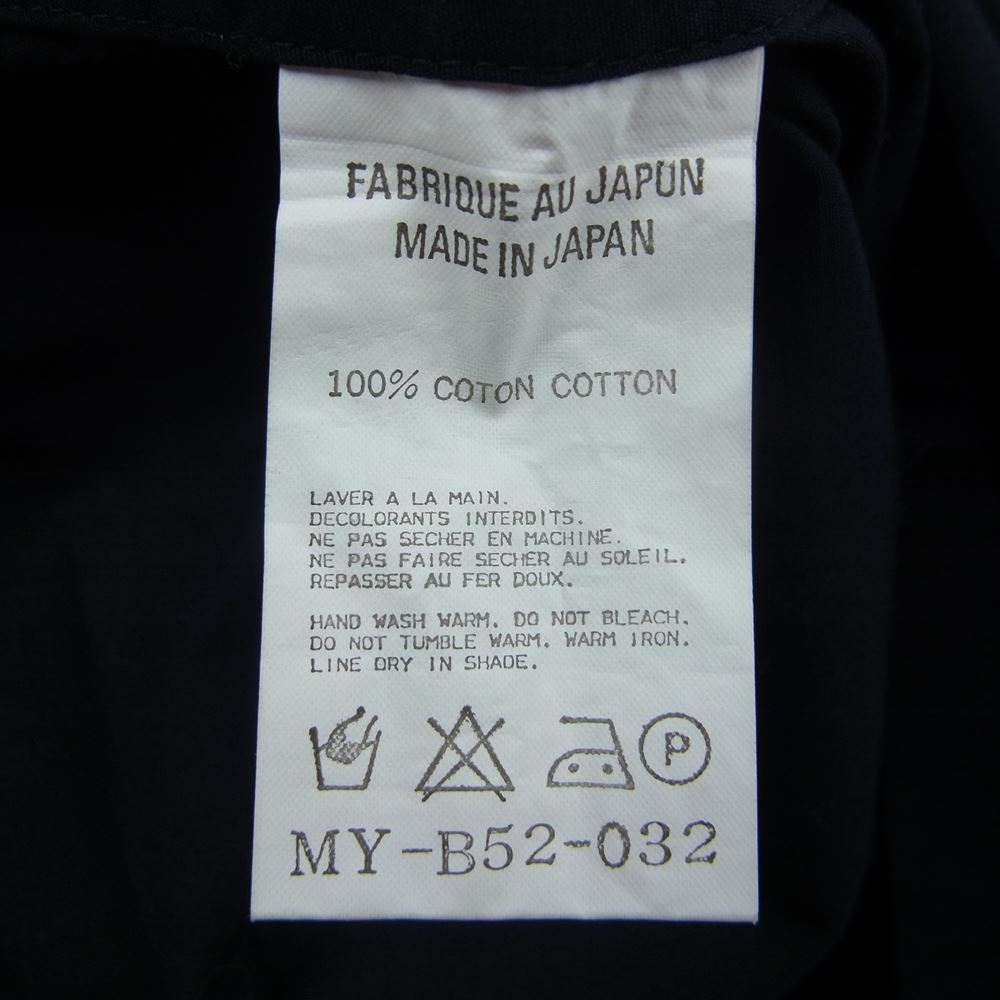 FABRIQUE AU JAPON
MADE IN JAPAN
100% COTON COTTON
LAVER A LA MAIN.
DECOLORANTS INTERDITS.
NE PAS SECHER EN MACHINE.
NE PAS FAIRE SECHER AU SOLEIL.
REPASSER AU FER DOUX.
HAND WASH WARM. DO NOT BLEACH.
DO NOT TUMBLE WARM. WARM IRON.
LINE DRY IN SHADE.
P
MY-B52-032